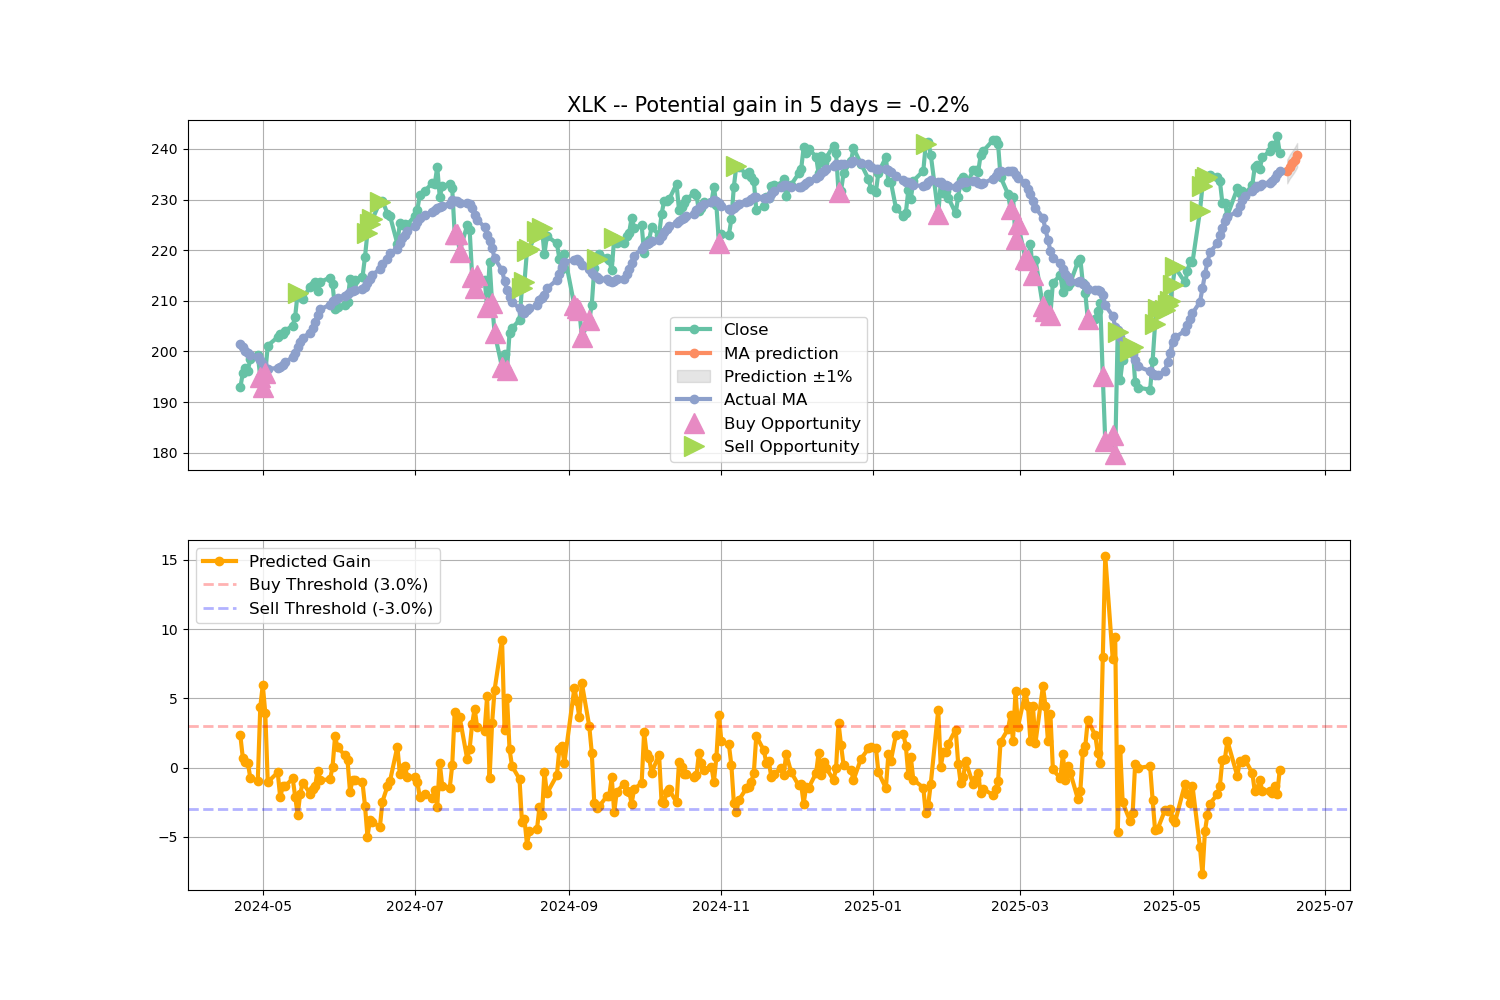 XLK -- Potential gain in 5 days = -0.2%
240
230
220
210
200
190
180
Close
MA prediction
Prediction ±1%
Actual MA
Buy Opportunity
Sell Opportunity
15
10
5
0
−5
Predicted Gain
Buy Threshold (3.0%)
Sell Threshold (-3.0%)
2024-05
2024-07
2024-09
2024-11
2025-01
2025-03
2025-05
2025-07